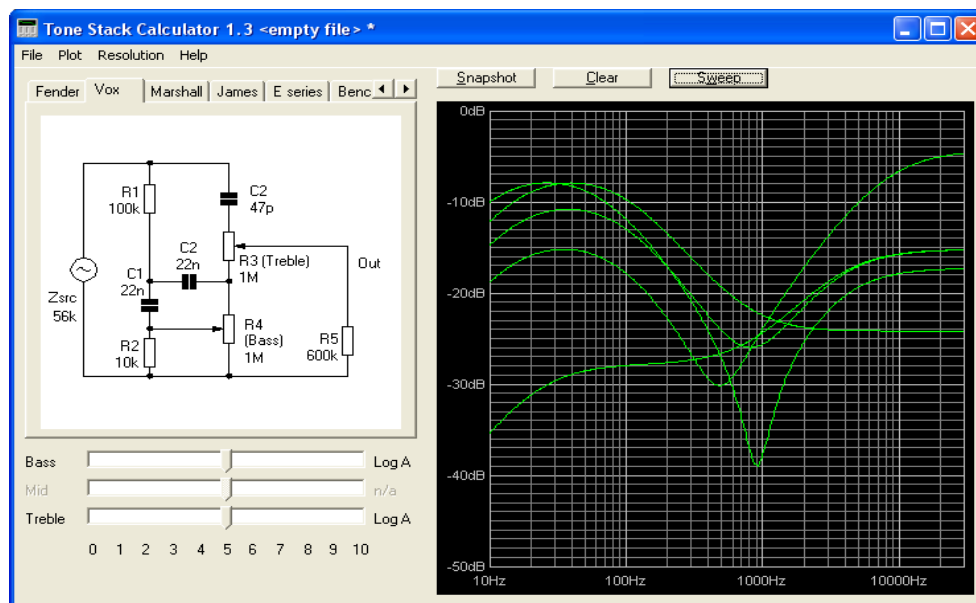 Tone Stack Calculator 1.3 <empty file> *
File Plot Resolution Help
Fender Vox Marshall James E series Benc
Snapshot Clear Sweep
R1
100k
C2
47p
C2
22n
R3 (Treble)
1M
Out
C1
22n
Zsrc
56k
R4
(Bass)
1M
R2
10k
R5
600k
Bass Log A
Mid n/a
Treble Log A
0 1 2 3 4 5 6 7 8 9 10
0dB
-10dB
-20dB
-30dB
-40dB
-50dB
10Hz 100Hz 1000Hz 10000Hz